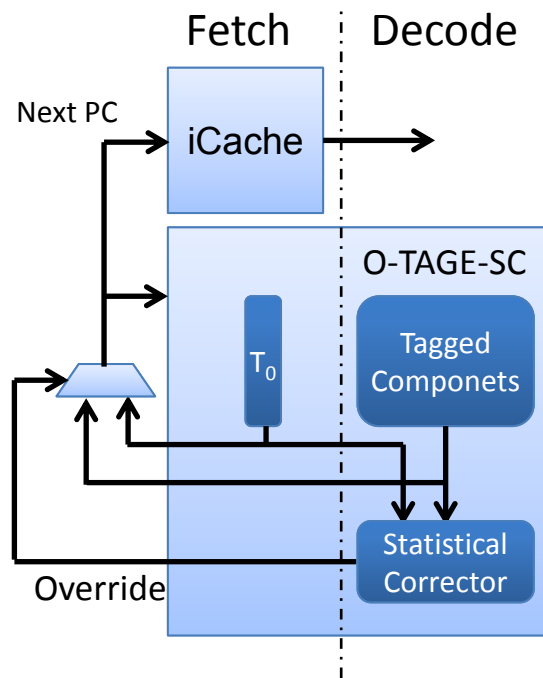 Fetch
Decode
Next PC
iCache
O-TAGE-SC
T0
Tagged
Componets
Statistical
Corrector
Override